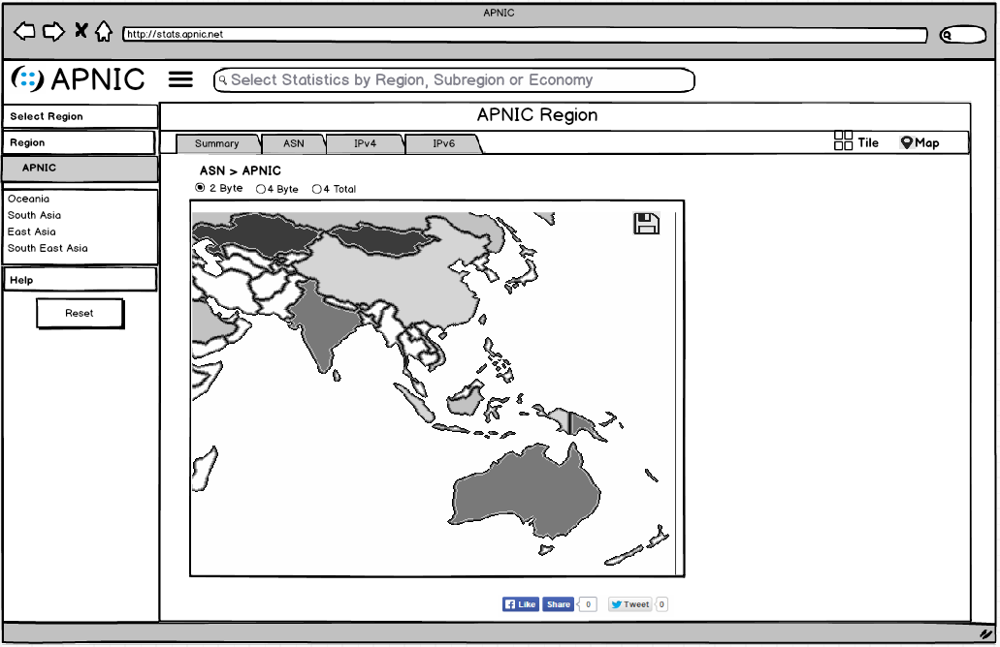 APNIC
http://stats.apnic.net
APNIC
Select Statistics by Region, Subregion or Economy
Select Region
APNIC Region
Region
Summary
ASN
IPv4
IPv6
Tile
Map
APNIC
ASN > APNIC
2 Byte
4 Byte
4 Total
Oceania
South Asia
East Asia
South East Asia
Help
Reset
Like
Share
0
Tweet
0